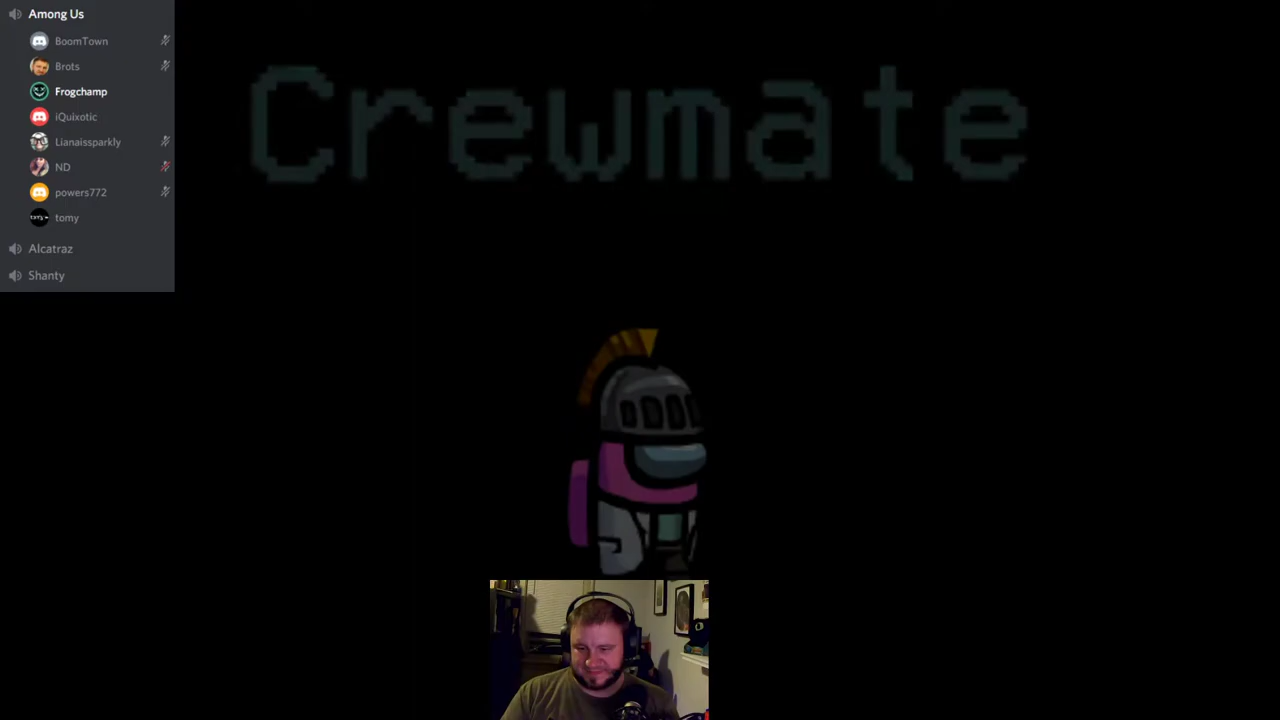 Among Us
BoomTown
Brots
Frogchamp
iQuixotic
Lianaissparkly
ND
powers772
tomy
Alcatraz
Shanty
Crewmate